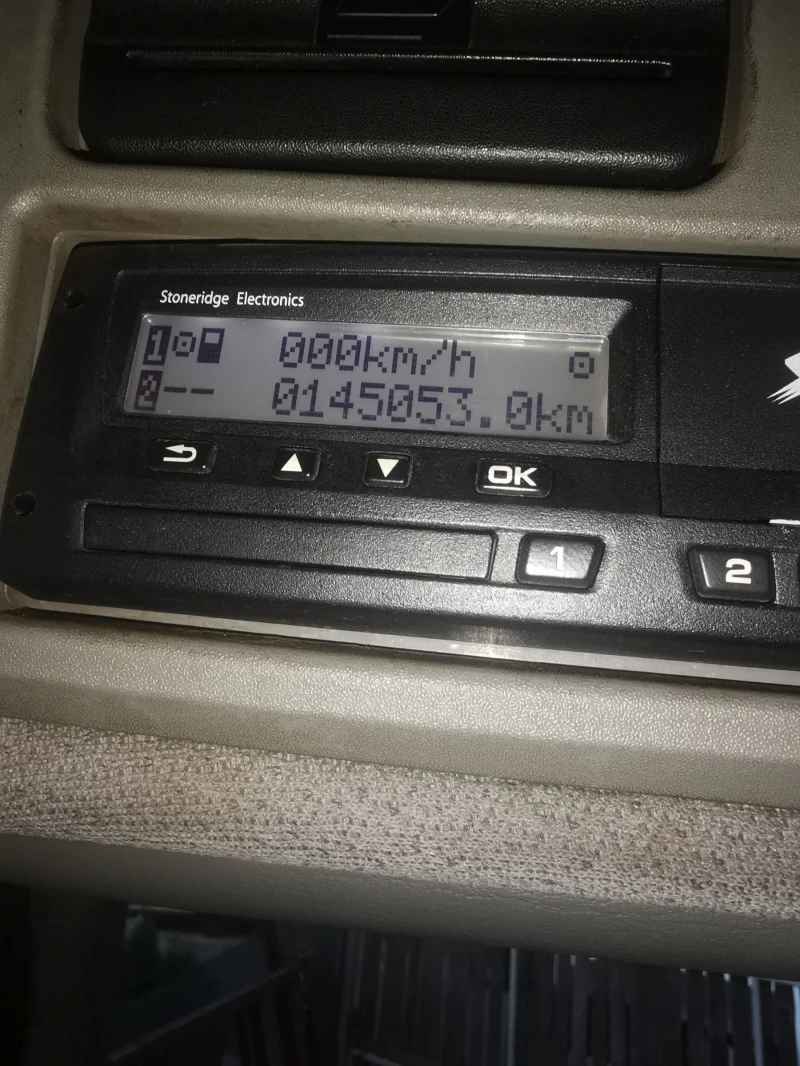 Stoneridge Electronics
1 000km/h
2 -- 0145053.0km
OK
1
2